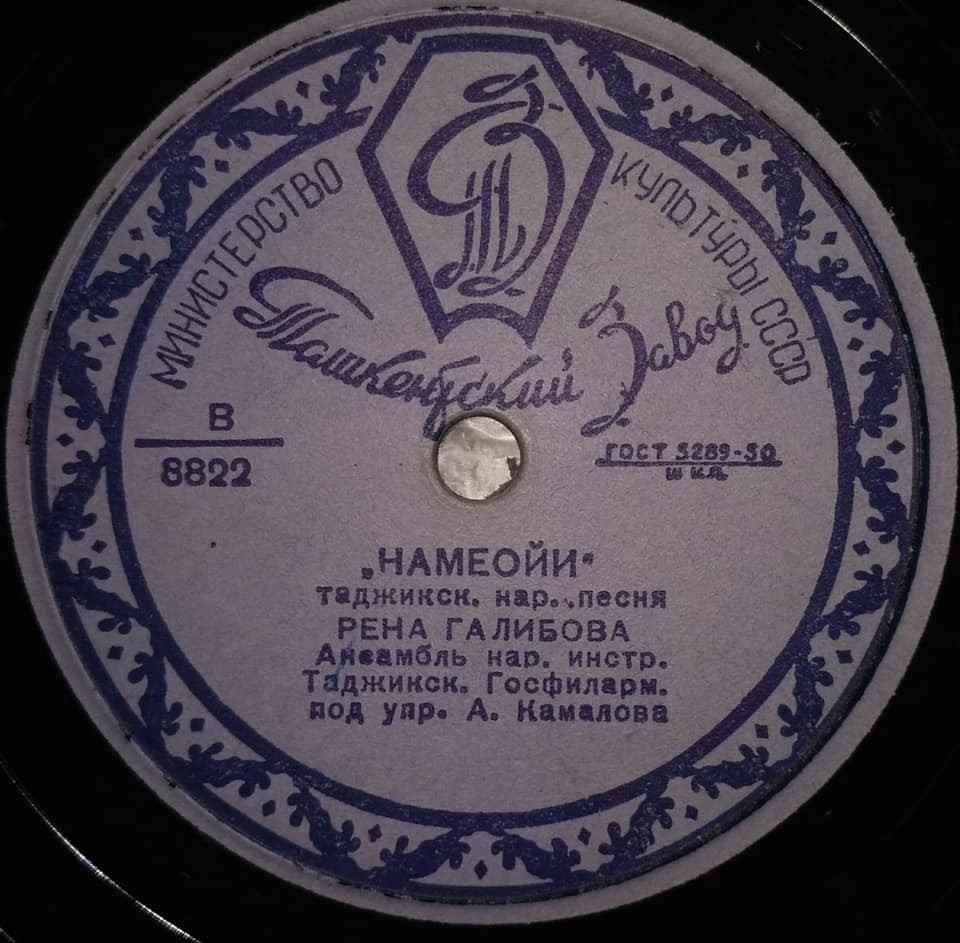 МИНИСТЕРСТВО КУЛЬТУРЫ СССР
Ташкентский Завод
В
8822
ГОСТ 5289-50
„НАМЕОЙИ“
таджикск. нар. песня
РЕНА ГАЛИБОВА
Ансамбль нар. инстр.
Таджикск. Госфиларм.
под упр. А. Камалова